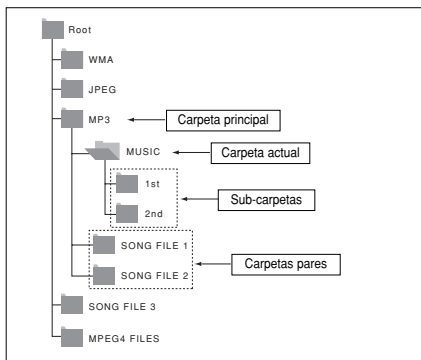 Root
WMA
JPEG
MP3
Carpeta principal
MUSIC
Carpeta actual
1st
Sub-carpetas
2nd
SONG FILE 1
Carpetas pares
SONG FILE 2
SONG FILE 3
MPEG4 FILES